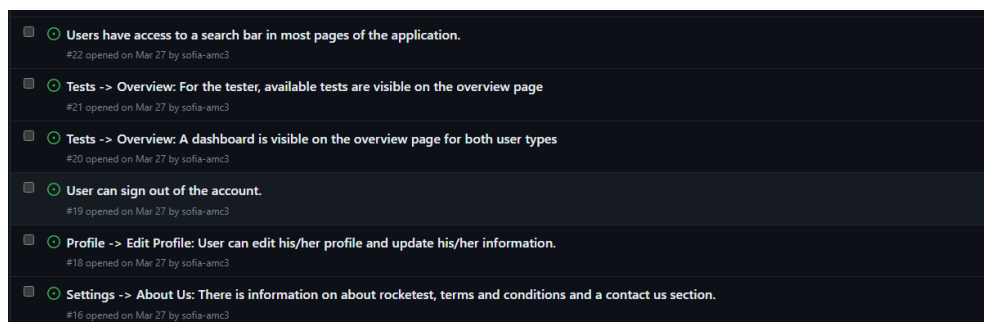 Users have access to a search bar in most pages of the application.
#22 opened on Mar 27 by sofia-amc3
Tests -> Overview: For the tester, available tests are visible on the overview page
#21 opened on Mar 27 by sofia-amc3
Tests -> Overview: A dashboard is visible on the overview page for both user types
#20 opened on Mar 27 by sofia-amc3
User can sign out of the account.
#19 opened on Mar 27 by sofia-amc3
Profile -> Edit Profile: User can edit his/her profile and update his/her information.
#18 opened on Mar 27 by sofia-amc3
Settings -> About Us: There is information on about rocketest, terms and conditions and a contact us section.
#16 opened on Mar 27 by sofia-amc3